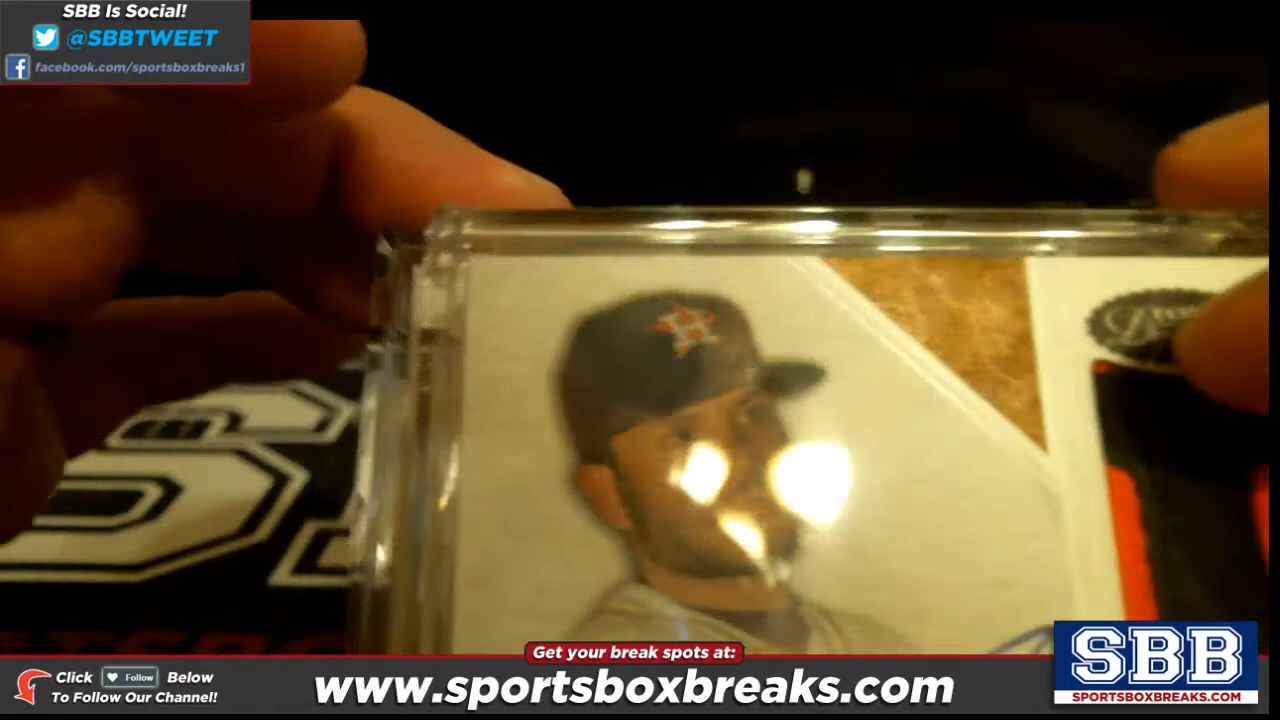 SBB Is Social!
@SBBTWEET
facebook.com/sportsboxbreaks1
H
Get your break spots at:
Click Follow Below
To Follow Our Channel!
www.sportsboxbreaks.com
SBB
SPORTSBOXBREAKS.COM